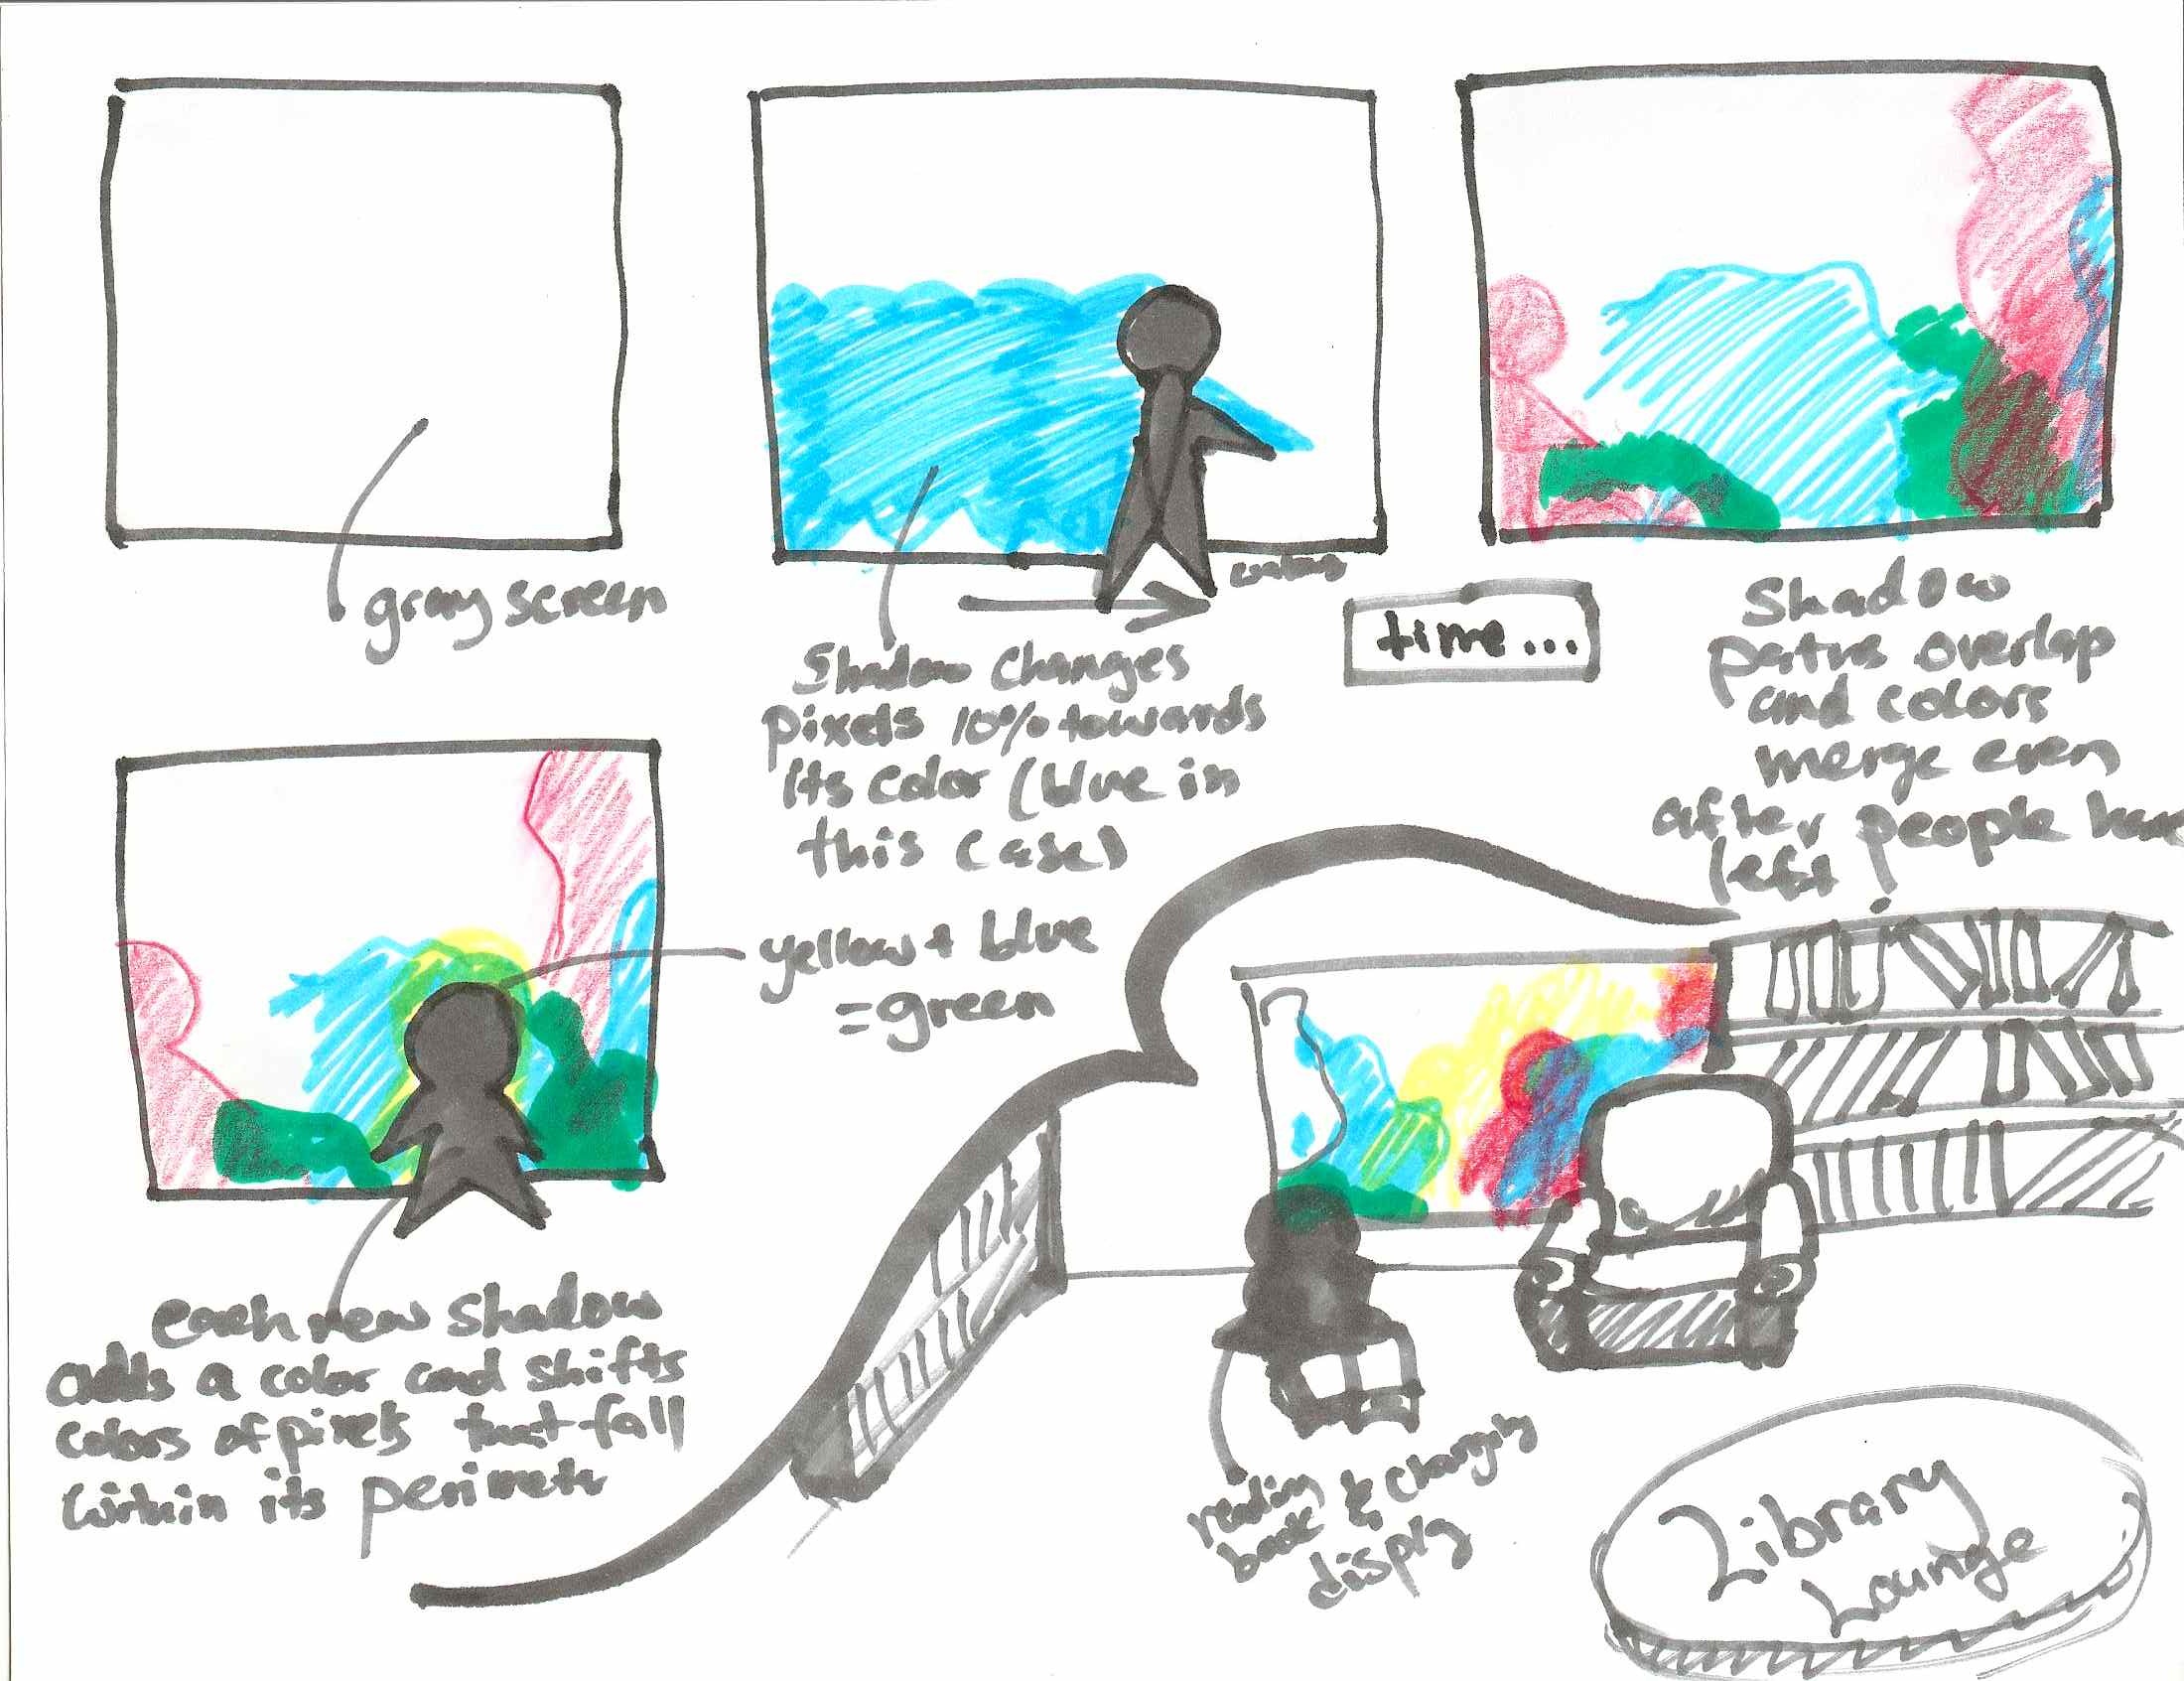 gray screen
Shadow changes
pixels 10% towards
its color (blue in
this case)
time...
Shadow
paths overlap
and colors
merge even
after people have
left
yellow + blue
= green
each new shadow
adds a color and shifts
colors of pixels that fall
within its perimeter
reading
book & changing
display
Library
Lounge